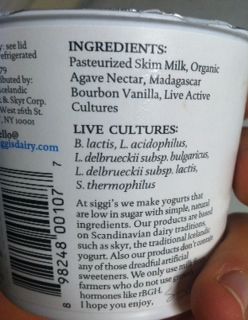 y: see lid
refrigerated
79
ributed by:
celandic
k & Skyr Corp.
West 26th St.
, NY 10001
ello@
ggisdairy.com
INGREDIENTS:
Pasteurized Skim Milk, Organic
Agave Nectar, Madagascar
Bourbon Vanilla, Live Active
Cultures
LIVE CULTURES:
B. lactis, L. acidophilus,
L. delbrueckii subsp. bulgaricus,
L. delbrueckii subsp. lactis,
S. thermophilus
At siggi's we make yogurts that
are low in sugar with simple, natural
ingredients. Our products are based
on Scandinavian dairy traditions,
such as skyr, the traditional Icelandic
yogurt. Also our products don't contain
any of those dreadful artificial
sweeteners. We only use
farmers who do not use
hormones like rBGH.
I hope you enjoy,
8 98248 00107 7